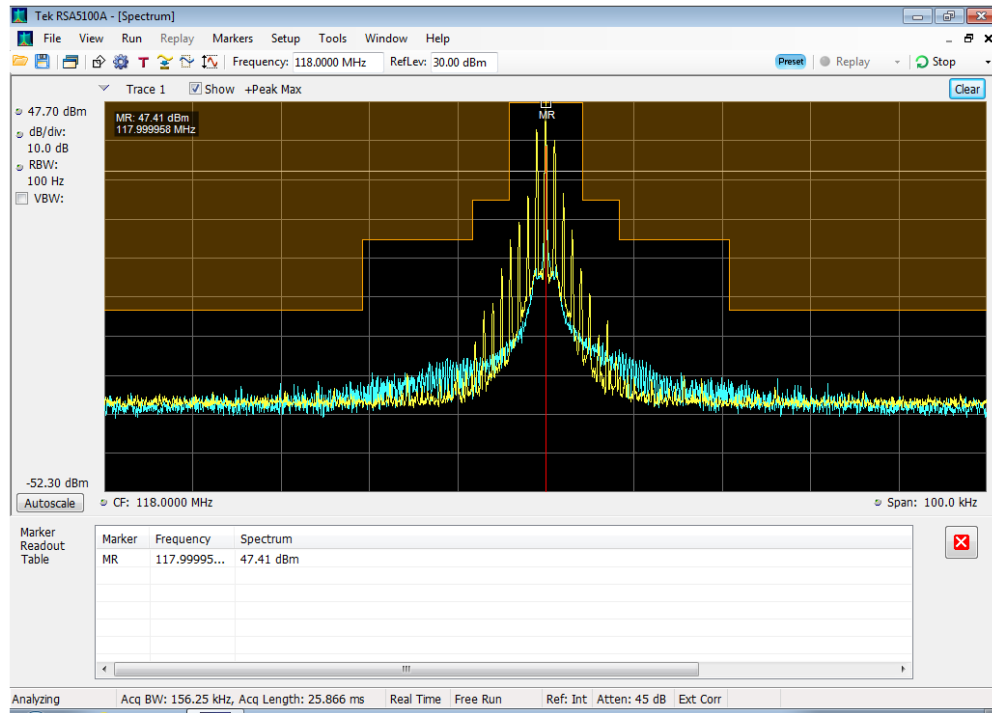 Tek RSA5100A - [Spectrum]
File View Run Replay Markers Setup Tools Window Help
T Frequency: 118.0000 MHz RefLev: 30.00 dBm Preset Replay Stop
Trace 1 Show +Peak Max Clear
47.70 dBm
dB/div:
10.0 dB
RBW:
100 Hz
VBW:
MR: 47.41 dBm
117.999958 MHz
MR
-52.30 dBm
Autoscale CF: 118.0000 MHz Span: 100.0 kHz
Marker
Readout
Table
Marker Frequency Spectrum
MR 117.99995... 47.41 dBm
Analyzing Acq BW: 156.25 kHz, Acq Length: 25.866 ms Real Time Free Run Ref: Int Atten: 45 dB Ext Corr